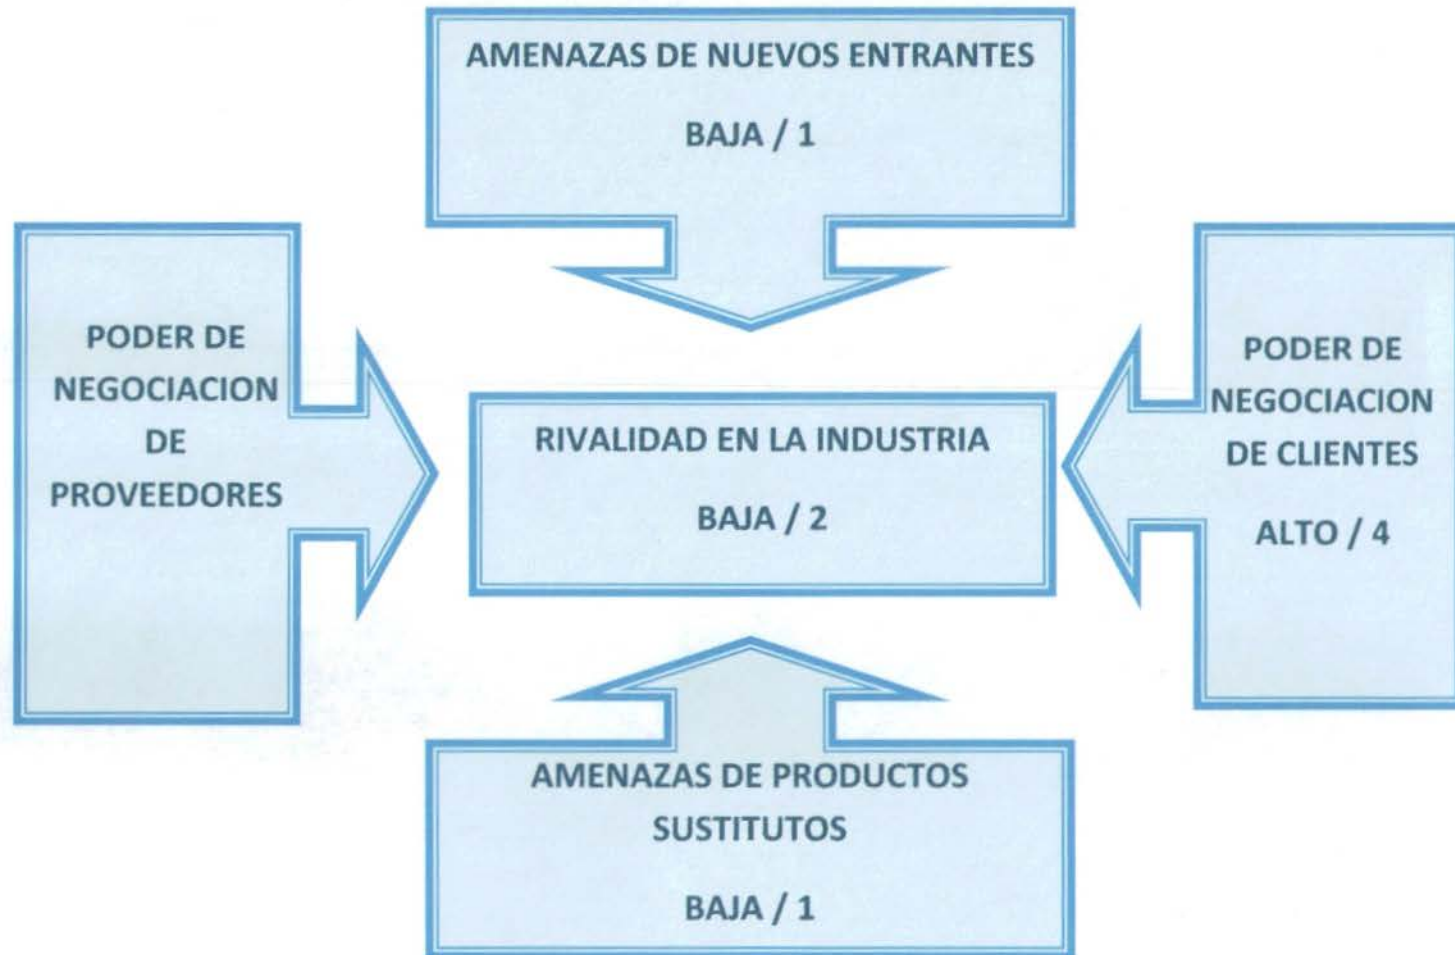 AMENAZAS DE NUEVOS ENTRANTES
BAJA / 1
PODER DE
NEGOCIACION
DE
PROVEEDORES
RIVALIDAD EN LA INDUSTRIA
BAJA / 2
PODER DE
NEGOCIACION
DE CLIENTES
ALTO / 4
AMENAZAS DE PRODUCTOS
SUSTITUTOS
BAJA / 1